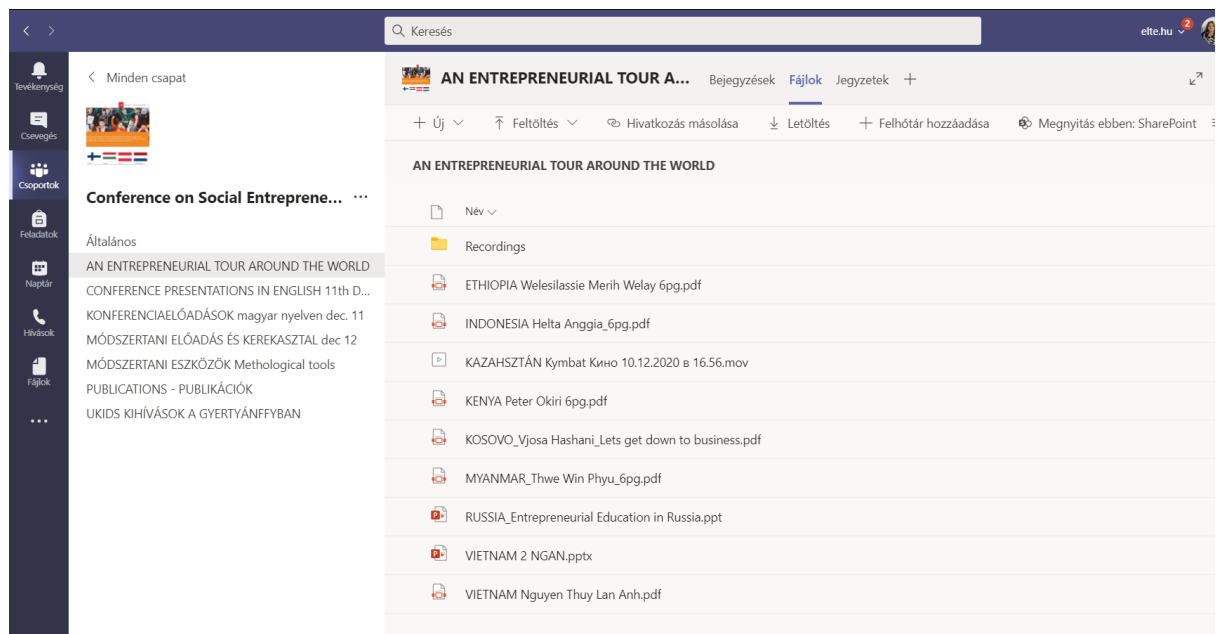 Keresés
elte.hu
2
Tevékenység
Csevegés
Csoportok
Feladatok
Naptár
Hívások
Fájlok
Minden csapat
Conference on Social Entreprene...
Általános
AN ENTREPRENEURIAL TOUR AROUND THE WORLD
CONFERENCE PRESENTATIONS IN ENGLISH 11th D...
KONFERENCIAELŐADÁSOK magyar nyelven dec. 11
MÓDSZERTANI ELŐADÁS ÉS KEREKASZTAL dec 12
MÓDSZERTANI ESZKÖZÖK Methological tools
PUBLICATIONS - PUBLIKÁCIÓK
UKIDS KIHÍVÁSOK A GYERTYÁNFFYBAN
AN ENTREPRENEURIAL TOUR A... Bejegyzések Fájlok Jegyzetek
Új Feltöltés Hivatkozás másolása Letöltés Felhőtár hozzáadása Megnyitás ebben: SharePoint
AN ENTREPRENEURIAL TOUR AROUND THE WORLD
Név
Recordings
ETHIOPIA Welesilassie Merih Welay 6pg.pdf
INDONESIA Helta Anggia_6pg.pdf
KAZAHSZTÁN Kymbat Кино 10.12.2020 в 16.56.mov
KENYA Peter Okiri 6pg.pdf
KOSOVO_Vjosa Hashani_Lets get down to business.pdf
MYANMAR_Thwe Win Phyu_6pg.pdf
RUSSIA_Entrepreneurial Education in Russia.ppt
VIETNAM 2 NGAN.pptx
VIETNAM Nguyen Thuy Lan Anh.pdf